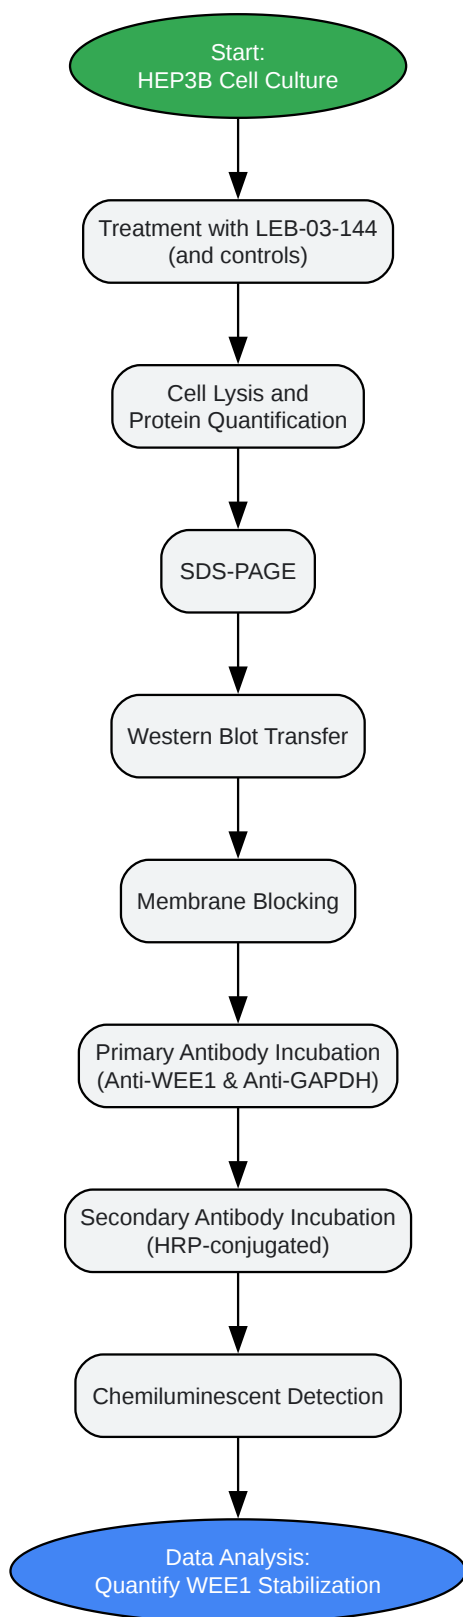 Start:
HEP3B Cell Culture
Treatment with LEB-03-144
(and controls)
Cell Lysis and
Protein Quantification
SDS-PAGE
Western Blot Transfer
Membrane Blocking
Primary Antibody Incubation
(Anti-WEE1 & Anti-GAPDH)
Secondary Antibody Incubation
(HRP-conjugated)
Chemiluminescent Detection
Data Analysis:
Quantify WEE1 Stabilization